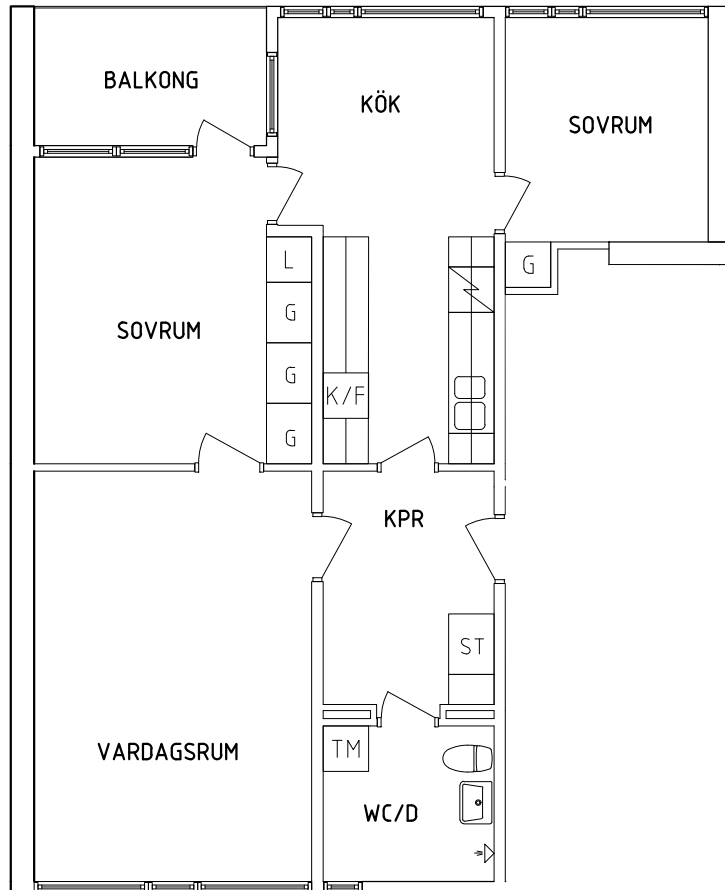 BALKONG
KÖK
SOVRUM
L
G
G
SOVRUM
G
K/F
G
KPR
ST
VARDAGSRUM
TM
WC/D